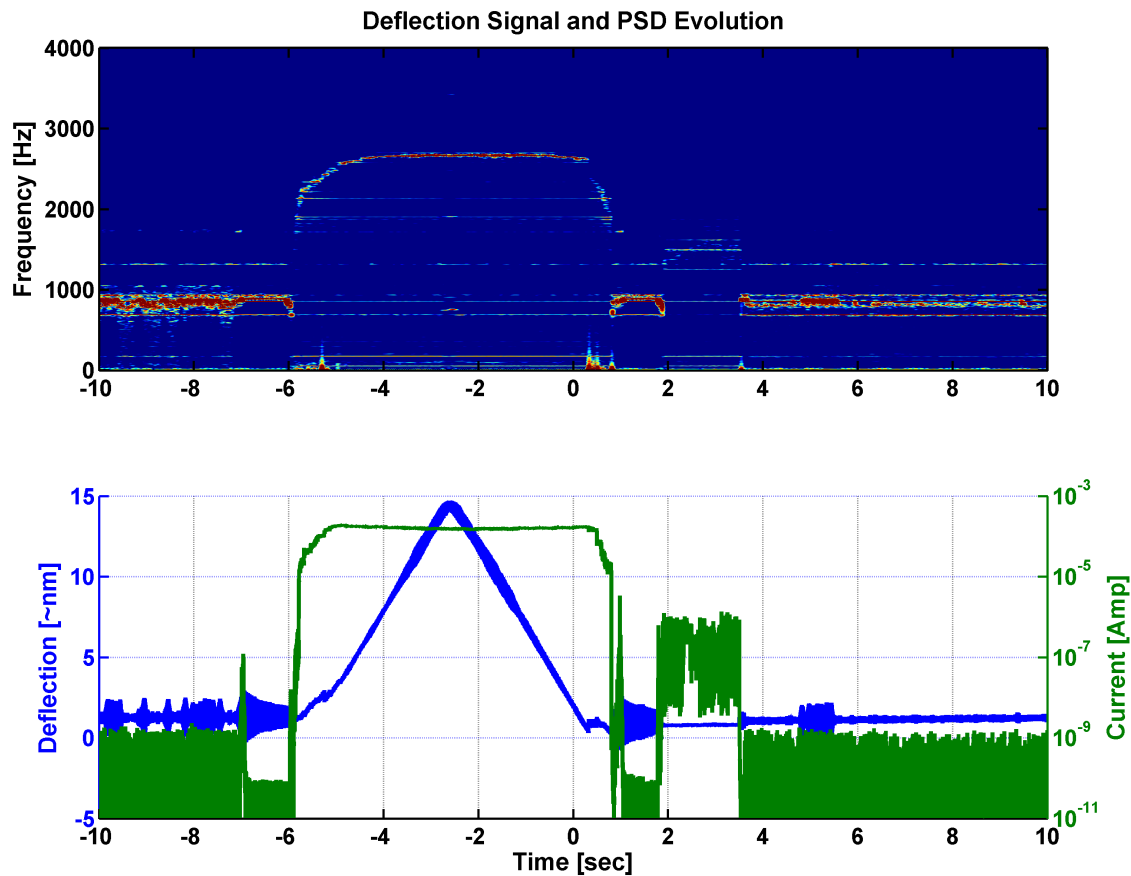 Deflection Signal and PSD Evolution
Frequency [Hz]
4000
3000
2000
1000
0
-10 -8 -6 -4 -2 0 2 4 6 8 10
Deflection [~nm]
15
10
5
0
-5
10^-3
10^-5
10^-7
10^-9
10^-11
Current [Amp]
-10 -8 -6 -4 -2 0 2 4 6 8 10
Time [sec]